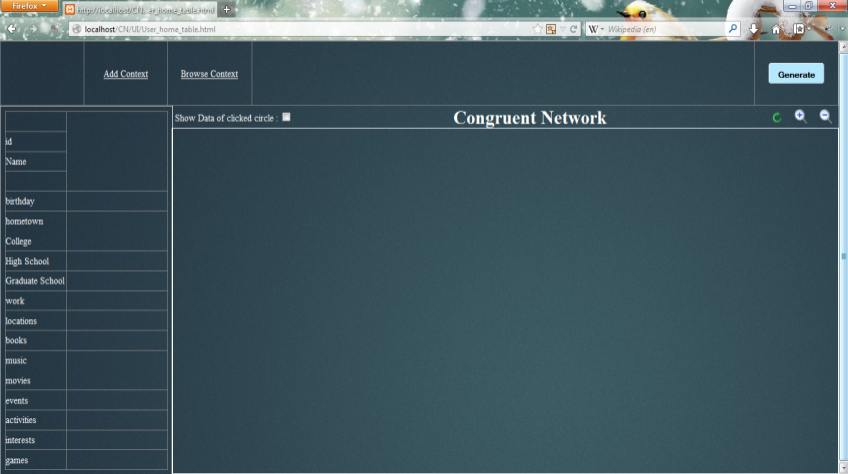 Firefox
http://localhost/CN...er_home_table.html
localhost/CN/UI/User_home_table.html
W
Wikipedia (en)
Add Context
Browse Context
Generate
Show Data of clicked circle :
Congruent Network
id
Name
birthday
hometown
College
High School
Graduate School
work
locations
books
music
movies
events
activities
interests
games